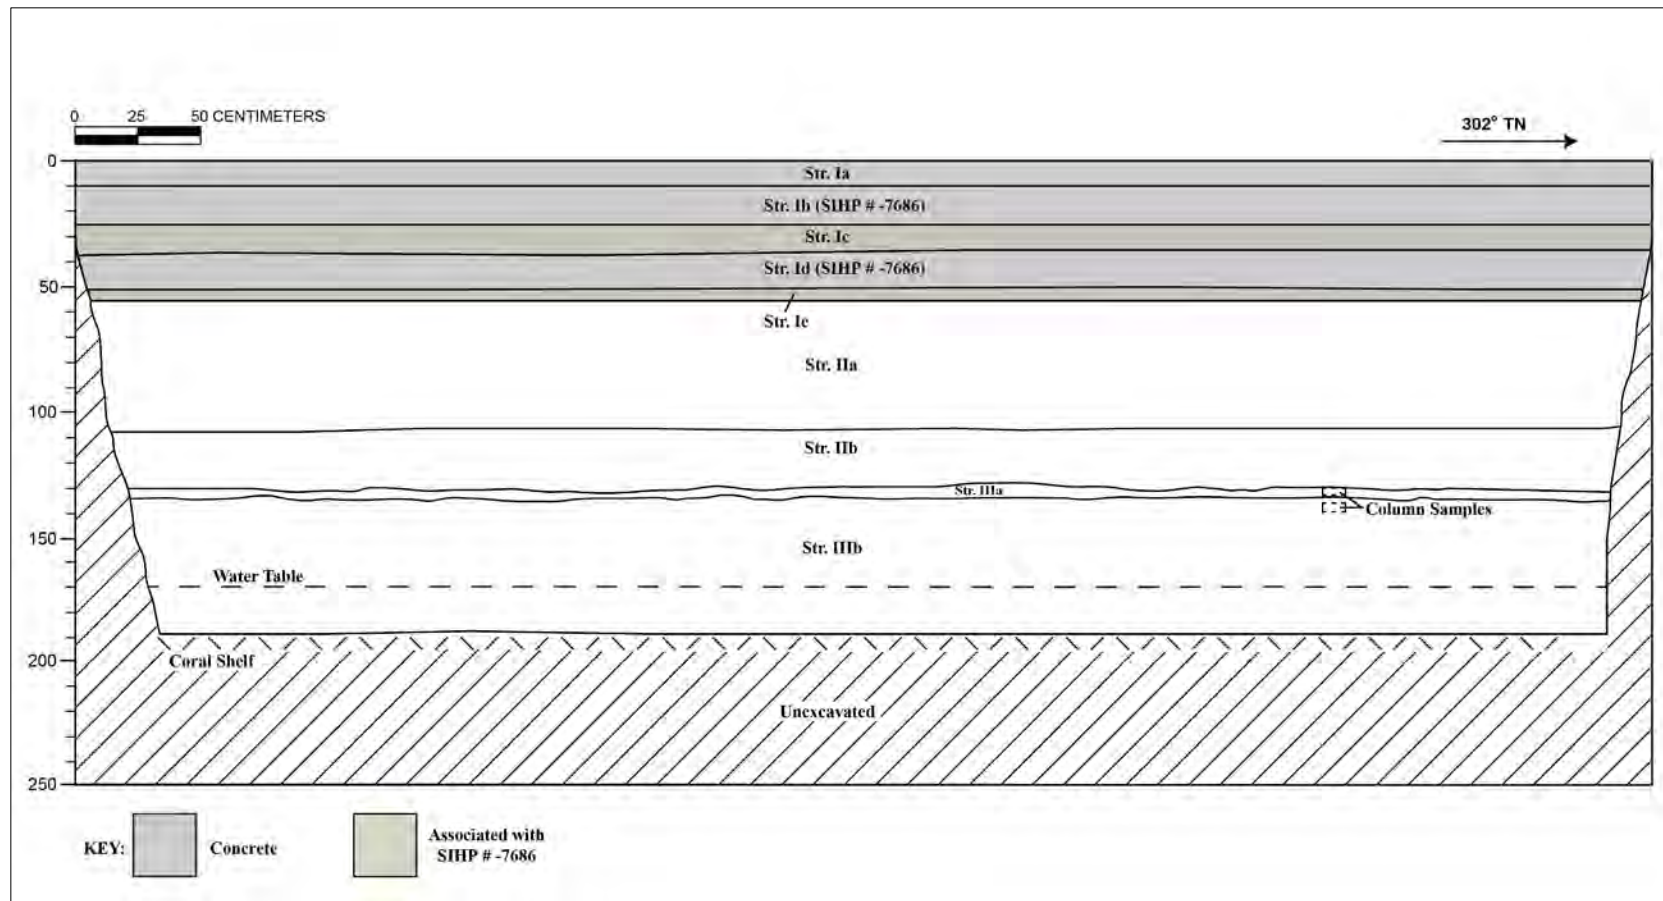 0 25 50 CENTIMETERS
302° TN
0
Str. Ia
Str. Ib (SIHP # -7686)
Str. Ic
Str. Id (SIHP # -7686)
50
Str. Ie
Str. IIa
100
Str. IIb
Str. IIIa
Column Samples
150
Str. IIIb
Water Table
200
Coral Shelf
Unexcavated
250
KEY:
Concrete
Associated with
SIHP # -7686